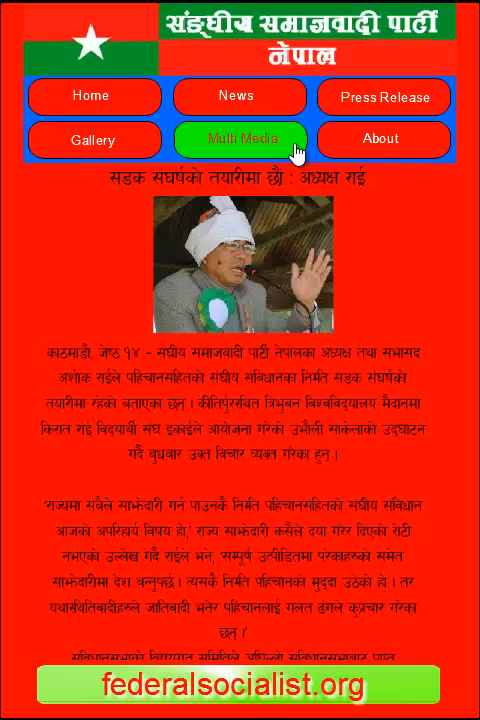 संङ्घीय समाजवादी पार्टी
नेपाल
Home
News
Press Release
Gallery
Multi Media
About
सडक संघर्षको तयारीमा छौं : अध्यक्ष राई
काठमाडौ, जेष्ठ १४ - संघीय समाजवादी पार्टी नेपालका अध्यक्ष तथा सभासद
अशोक राईले पहिचानसहितको संघीय संविधानका निर्मति सडक संघर्षको
तयारीमा रहेको बताएका छन् । कीर्तिपुरस्थित त्रिभुवन विश्वविद्यालय मैदानमा
किरात राई विद्यार्थी संघ इकाईले आयोजना गरेको उभौली साकेलाको उद्घाटन
गर्दै बुधवार उक्त विचार व्यक्त गरेका हुन् ।
'राज्यमा सबैले साझेदारी गर्न पाउनकै निर्मति पहिचानसहितको संघीय संविधान
आजको अपरिहार्य विषय हो,' राज्य साझेदारी कसैले दया गरेर दिएको रोटी
नभएको उल्लेख गर्दै राईले भने, 'सम्पूर्ण उत्पीडितमा परेकाहरुको समेत
साझेदारीमा देश बन्नुपर्छ । त्यसकै निर्मति पहिचानको मुद्दा उठेको हो । तर
यथास्थितिबादीहरुले जातिबादी भनेर पहिचानलाई गलत ढंगले कुप्रचार गरेका
छन् ।'
federalsocialist.org